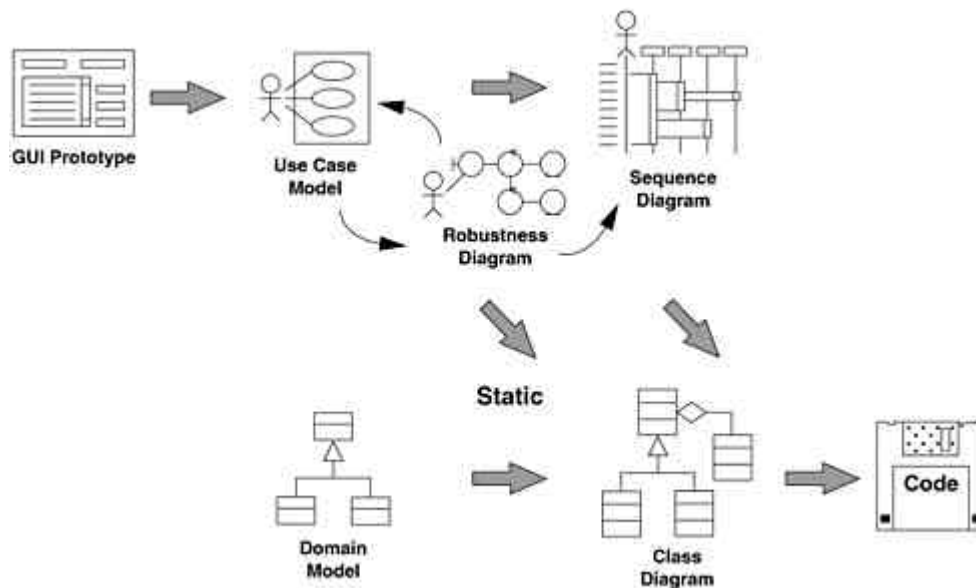 GUI Prototype
Use Case
Model
Robustness
Diagram
Sequence
Diagram
Static
Domain
Model
Class
Diagram
Code